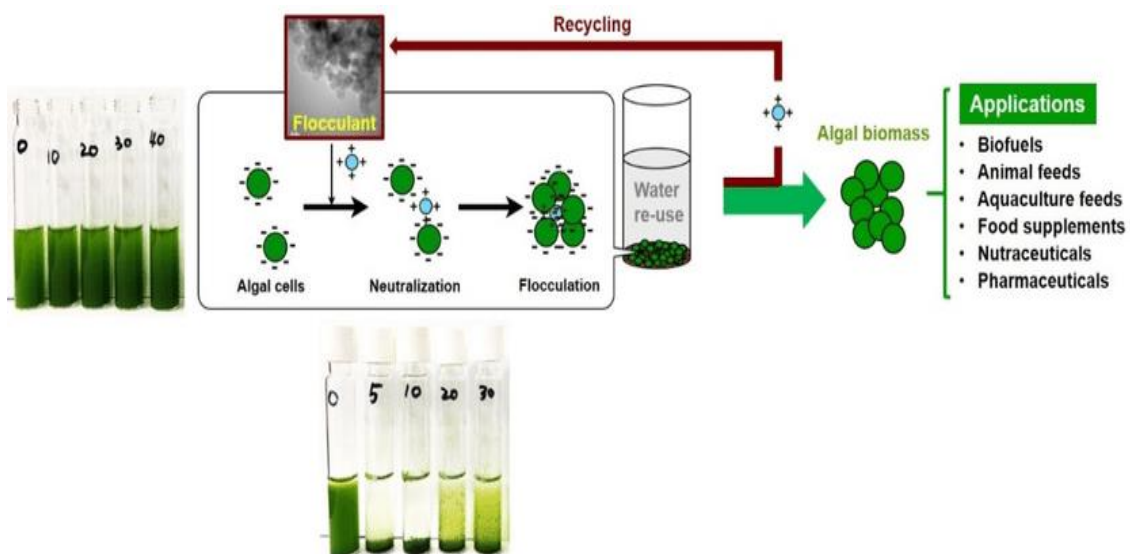 Recycling
Flocculant
0 10 20 30 40
Applications
Algal biomass
Biofuels
Animal feeds
Aquaculture feeds
Food supplements
Nutraceuticals
Pharmaceuticals
Water
re-use
Algal cells
Neutralization
Flocculation
0 5 10 20 30